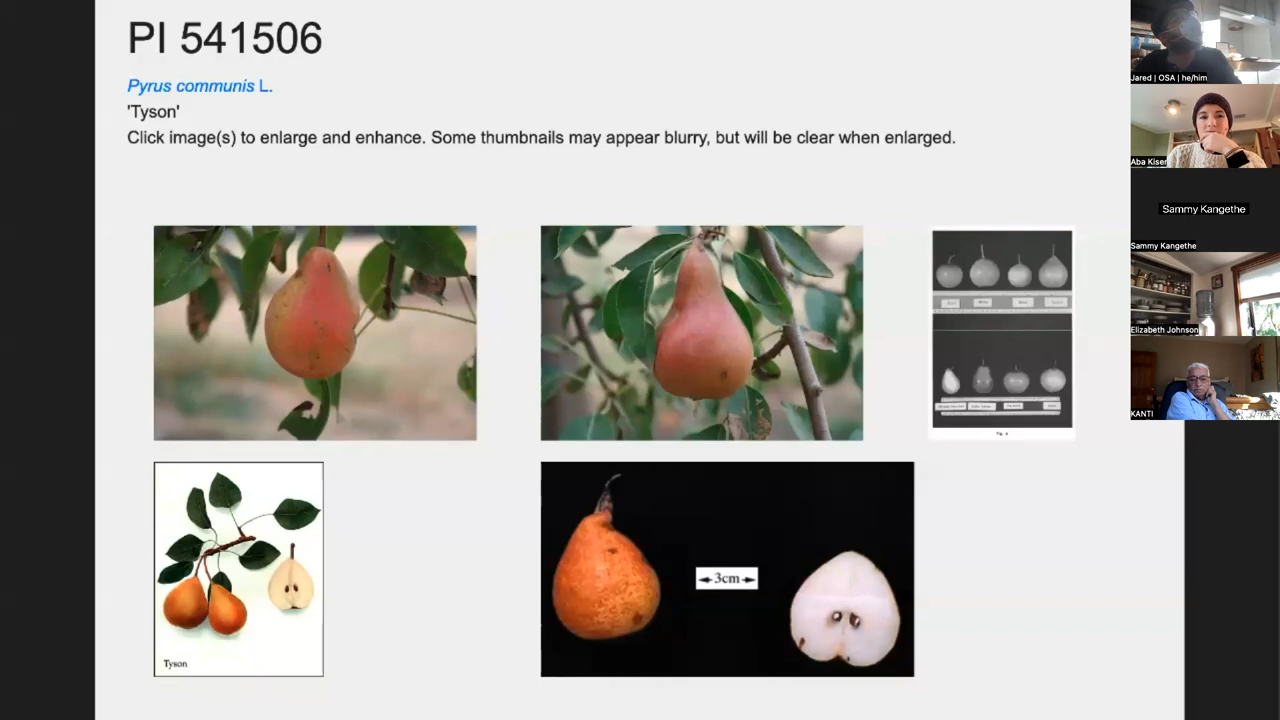 PI 541506
Pyrus communis L.
'Tyson'
Click image(s) to enlarge and enhance. Some thumbnails may appear blurry, but will be clear when enlarged.
Tyson
3cm
Jared | OSA | he/him
Aba Kiser
Sammy Kangethe
Sammy Kangethe
Elizabeth Johnson
KANTI